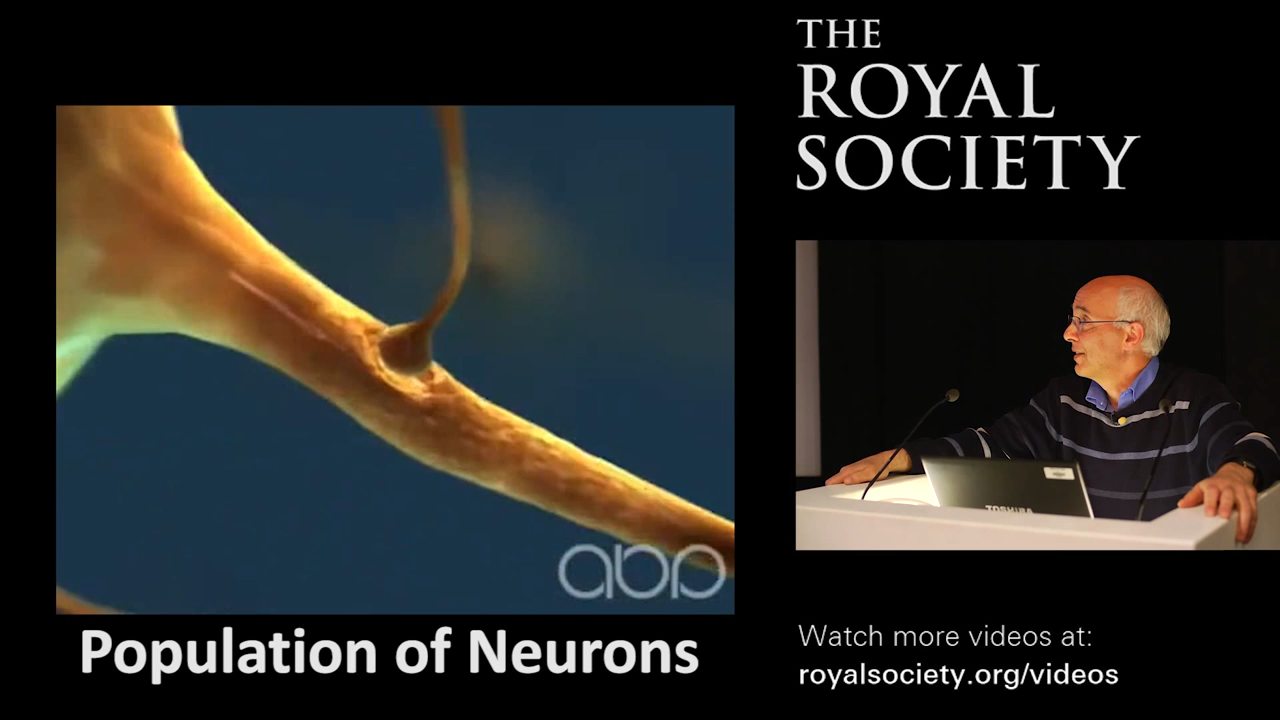 THE
ROYAL
SOCIETY
abp
Population of Neurons
TOSHIBA
Watch more videos at:
royalsociety.org/videos